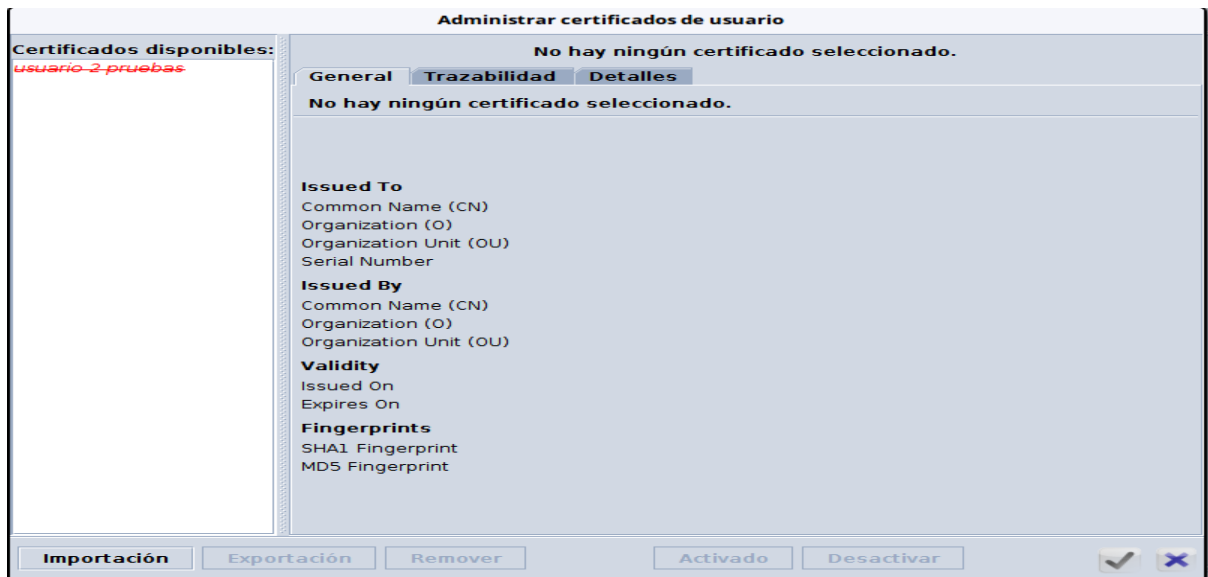 Administrar certificados de usuario
Certificados disponibles:
usuario 2 pruebas
No hay ningún certificado seleccionado.
General Trazabilidad Detalles
No hay ningún certificado seleccionado.
Issued To
Common Name (CN)
Organization (O)
Organization Unit (OU)
Serial Number
Issued By
Common Name (CN)
Organization (O)
Organization Unit (OU)
Validity
Issued On
Expires On
Fingerprints
SHA1 Fingerprint
MD5 Fingerprint
Importación Exportación Remover Activado Desactivar